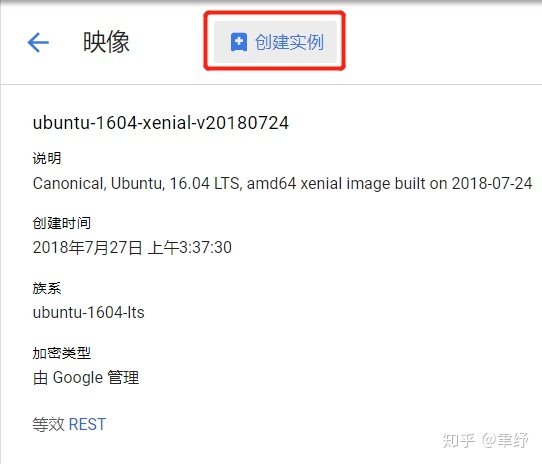 映像
创建实例
ubuntu-1604-xenial-v20180724
说明
Canonical, Ubuntu, 16.04 LTS, amd64 xenial image built on 2018-07-24
创建时间
2018年7月27日 上午3:37:30
族系
ubuntu-1604-lts
加密类型
由 Google 管理
等效 REST
知乎 @聿纾